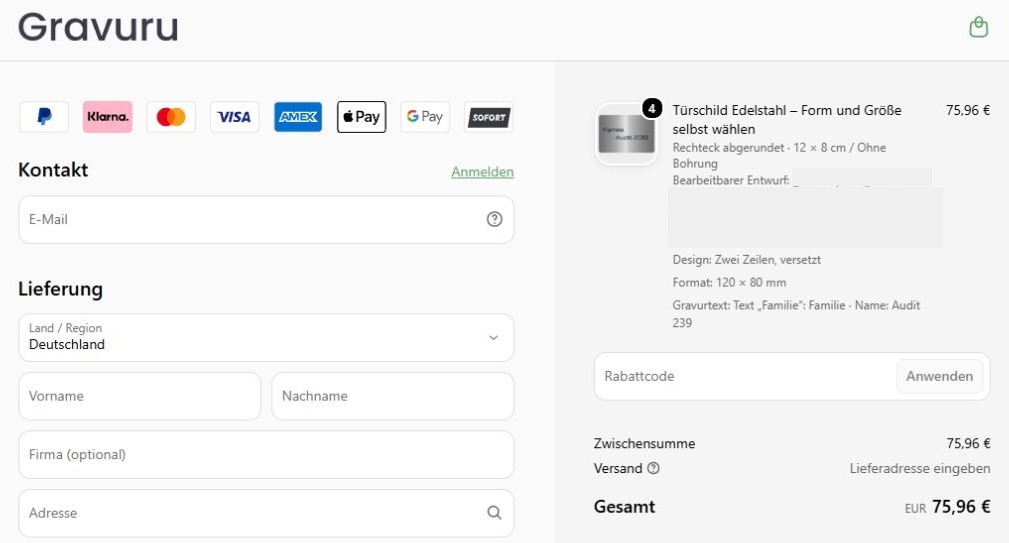 Gravuru
PayPal
Klarna.
VISA
AMEX
Pay
G Pay
SOFORT
Kontakt
Anmelden
E-Mail
Lieferung
Land / Region
Deutschland
Vorname
Nachname
Firma (optional)
Adresse
4
Familie
Audit 239
Türschild Edelstahl – Form und Größe
selbst wählen
75,96 €
Rechteck abgerundet · 12 × 8 cm / Ohne
Bohrung
Bearbeitbarer Entwurf:
Design: Zwei Zeilen, versetzt
Format: 120 × 80 mm
Gravurtext: Text „Familie“: Familie · Name: Audit
239
Rabattcode
Anwenden
Zwischensumme
75,96 €
Versand
Lieferadresse eingeben
Gesamt
EUR 75,96 €